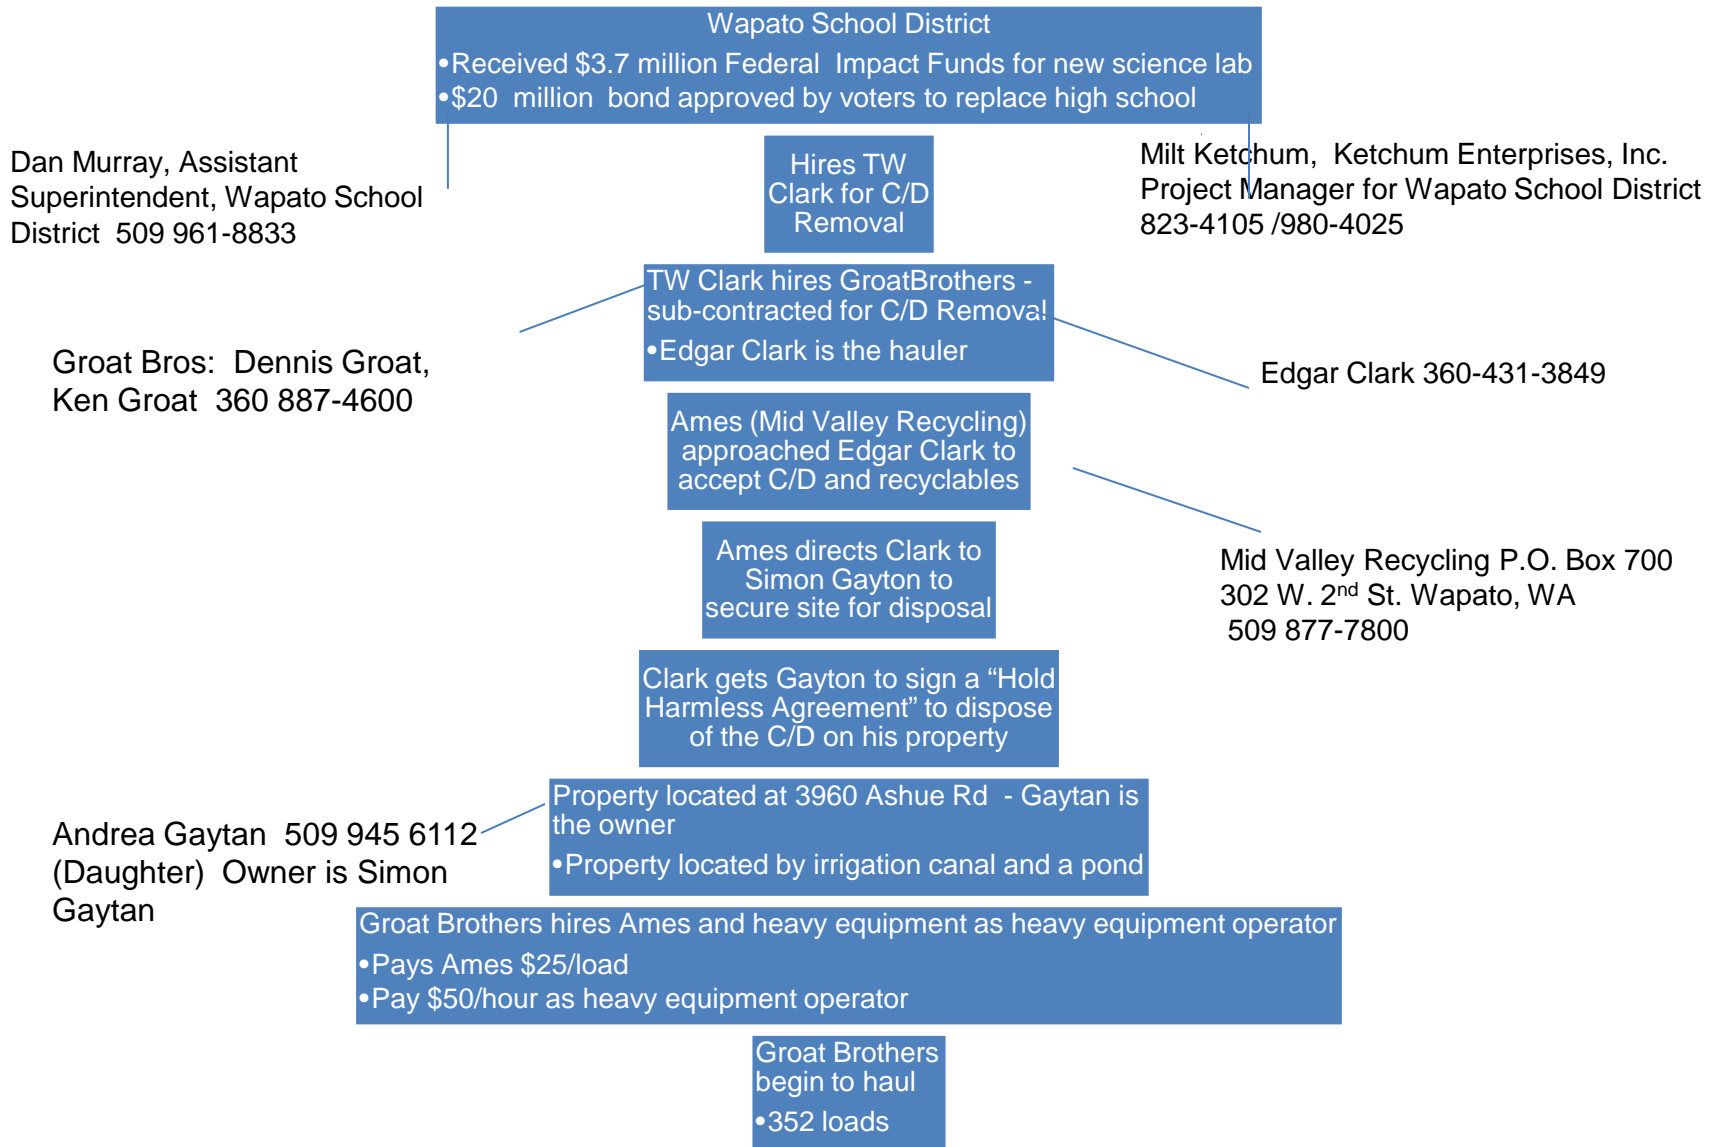 Wapato School District
•Received $3.7 million Federal Impact Funds for new science lab
•$20 million bond approved by voters to replace high school
Dan Murray, Assistant
Superintendent, Wapato School
District 509 961-8833
Hires TW
Clark for C/D
Removal
Milt Ketchum, Ketchum Enterprises, Inc.
Project Manager for Wapato School District
823-4105 /980-4025
TW Clark hires GroatBrothers -
sub-contracted for C/D Removal
•Edgar Clark is the hauler
Groat Bros: Dennis Groat,
Ken Groat 360 887-4600
Edgar Clark 360-431-3849
Ames (Mid Valley Recycling)
approached Edgar Clark to
accept C/D and recyclables
Ames directs Clark to
Simon Gayton to
secure site for disposal
Mid Valley Recycling P.O. Box 700
302 W. 2nd St. Wapato, WA
509 877-7800
Clark gets Gayton to sign a “Hold
Harmless Agreement” to dispose
of the C/D on his property
Property located at 3960 Ashue Rd - Gaytan is
the owner
•Property located by irrigation canal and a pond
Andrea Gaytan 509 945 6112
(Daughter) Owner is Simon
Gaytan
Groat Brothers hires Ames and heavy equipment as heavy equipment operator
•Pays Ames $25/load
•Pay $50/hour as heavy equipment operator
Groat Brothers
begin to haul
•352 loads